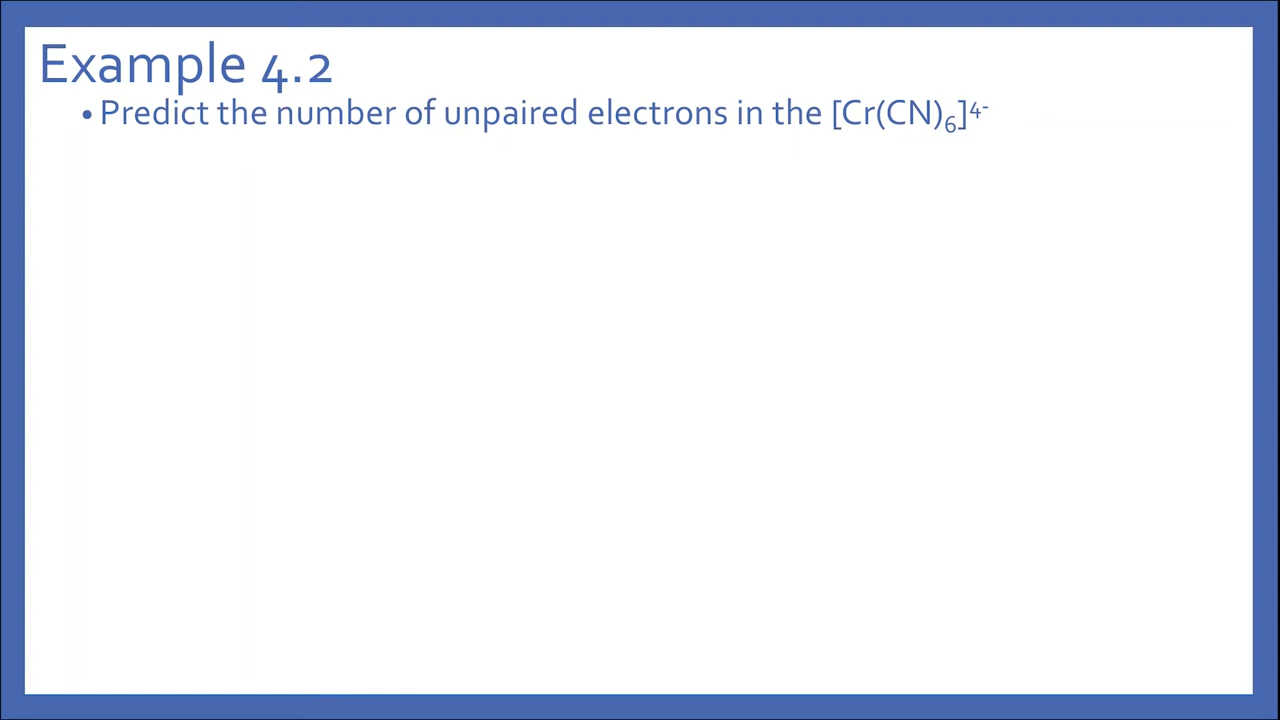 Example 4.2
• Predict the number of unpaired electrons in the [Cr(CN)₆]⁴⁻